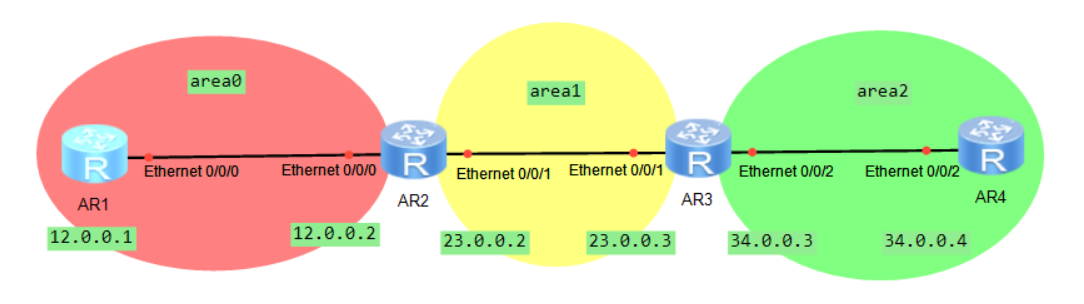 area0
area1
area2
R
R
R
R
Ethernet 0/0/0
Ethernet 0/0/0
Ethernet 0/0/1
Ethernet 0/0/1
Ethernet 0/0/2
Ethernet 0/0/2
AR1
AR2
AR3
AR4
12.0.0.1
12.0.0.2
23.0.0.2
23.0.0.3
34.0.0.3
34.0.0.4